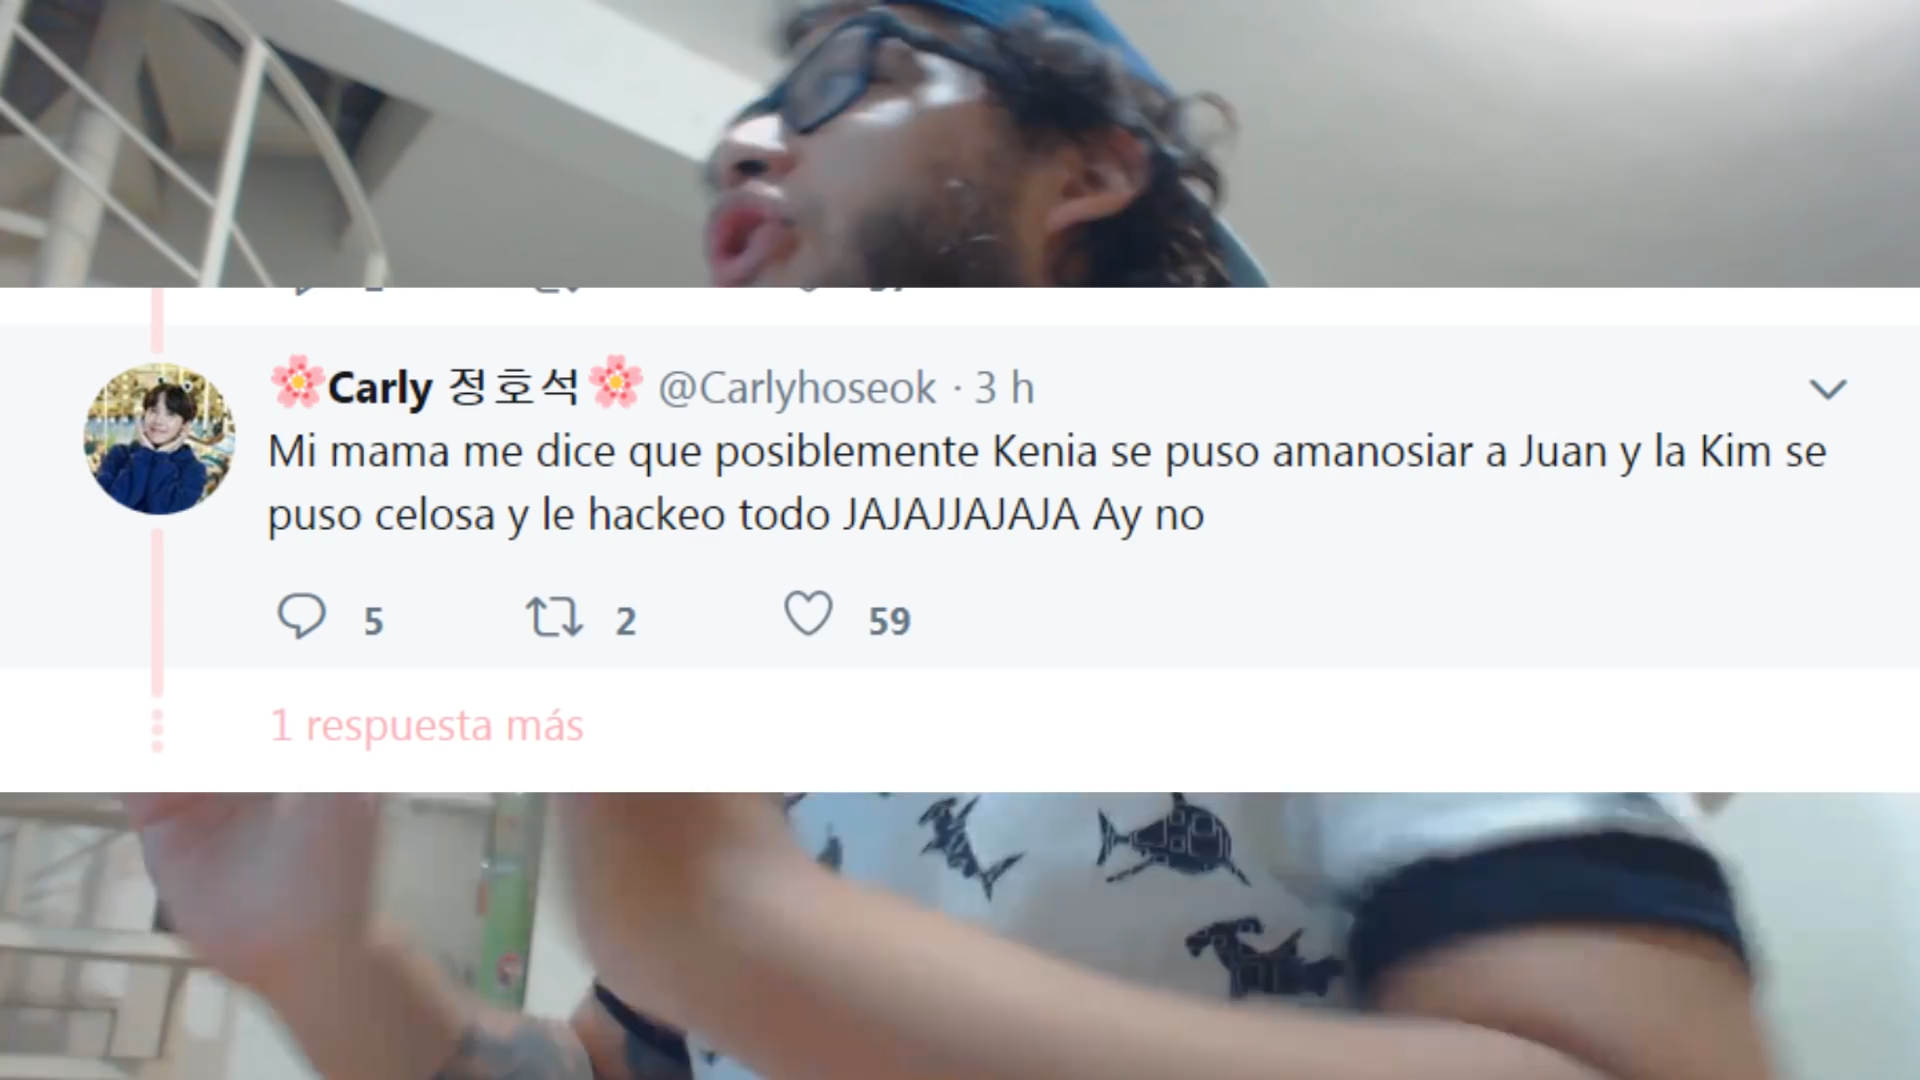 🌸Carly 정호석🌸 @Carlyhoseok · 3 h
Mi mama me dice que posiblemente Kenia se puso amanosiar a Juan y la Kim se
puso celosa y le hackeo todo JAJAJJAJAJA Ay no
5 2 59
1 respuesta más